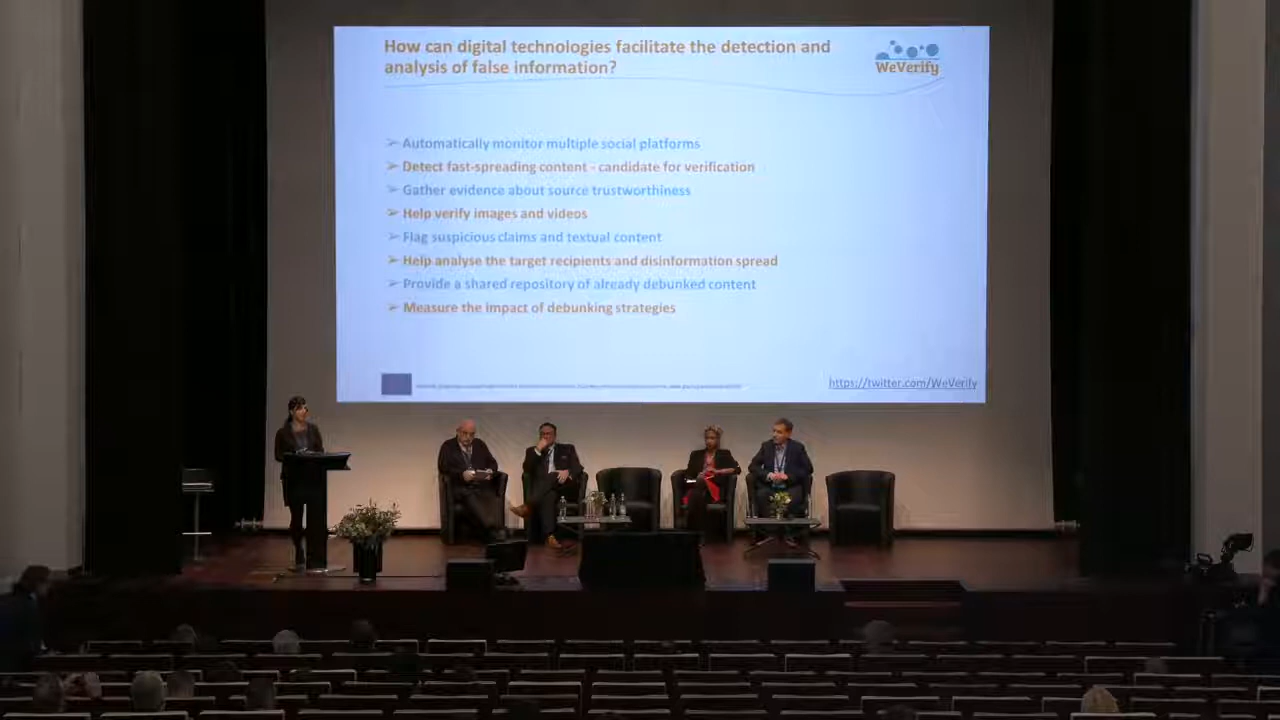 How can digital technologies facilitate the detection and
analysis of false information?
WeVerify
➢ Automatically monitor multiple social platforms
➢ Detect fast-spreading content - candidate for verification
➢ Gather evidence about source trustworthiness
➢ Help verify images and videos
➢ Flag suspicious claims and textual content
➢ Help analyse the target recipients and disinformation spread
➢ Provide a shared repository of already debunked content
➢ Measure the impact of debunking strategies
https://twitter.com/WeVerify